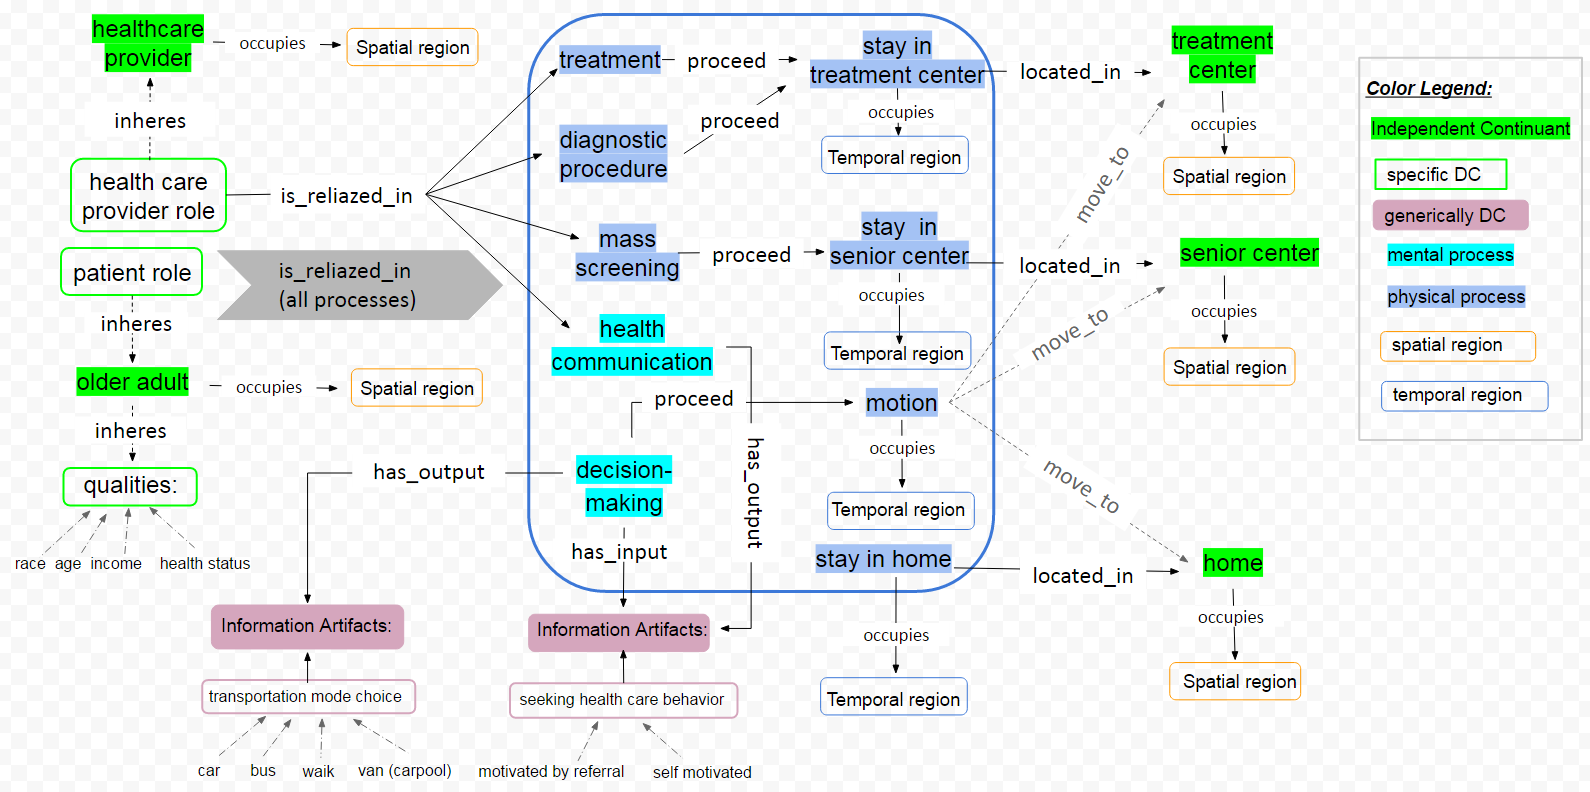 healthcare
provider
occupies
Spatial region
inheres
health care
provider role
is_reliazed_in
patient role
is_reliazed_in
(all processes)
inheres
older adult
occupies
Spatial region
inheres
qualities:
race
age
income
health status
treatment
proceed
stay in
treatment center
located_in
treatment
center
diagnostic
procedure
proceed
occupies
Temporal region
occupies
Spatial region
move_to
mass
screening
proceed
stay in
senior center
located_in
senior center
occupies
Temporal region
occupies
Spatial region
move_to
health
communication
proceed
motion
occupies
Temporal region
move_to
has_output
has_output
decision-
making
has_input
stay in home
located_in
home
occupies
Temporal region
occupies
Spatial region
Information Artifacts:
transportation mode choice
car
bus
waik
van (carpool)
Information Artifacts:
seeking health care behavior
motivated by referral
self motivated
Color Legend:
Independent Continuant
specific DC
generically DC
mental process
physical process
spatial region
temporal region